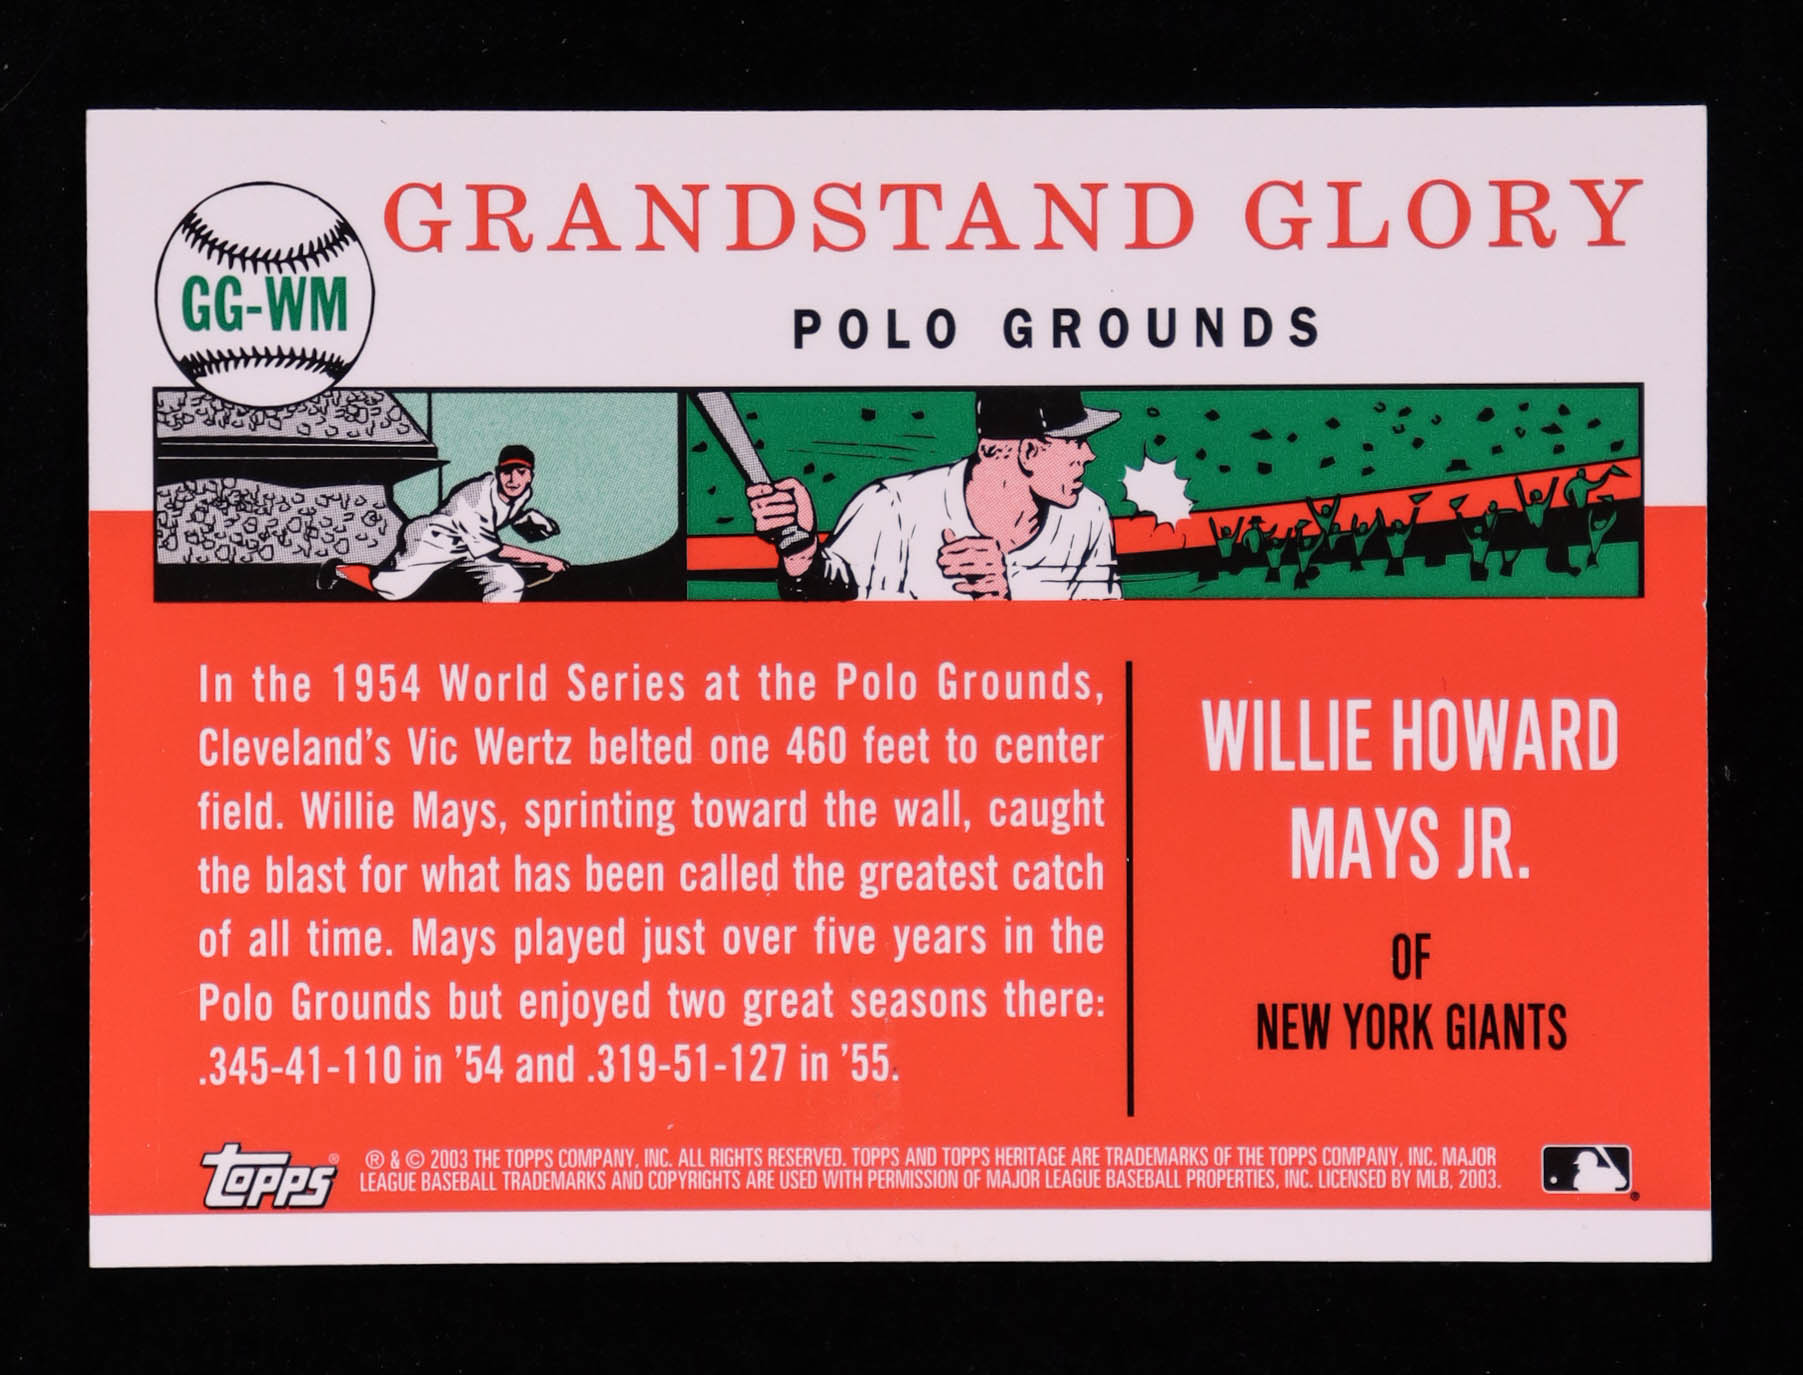 GRANDSTAND GLORY
GG-WM
POLO GROUNDS
In the 1954 World Series at the Polo Grounds,
Cleveland's Vic Wertz belted one 460 feet to center
field. Willie Mays, sprinting toward the wall, caught
the blast for what has been called the greatest catch
of all time. Mays played just over five years in the
Polo Grounds but enjoyed two great seasons there:
.345-41-110 in '54 and .319-51-127 in '55.
WILLIE HOWARD
MAYS JR.
OF
NEW YORK GIANTS
TOPPS®
® & © 2003 THE TOPPS COMPANY, INC. ALL RIGHTS RESERVED. TOPPS AND TOPPS HERITAGE ARE TRADEMARKS OF THE TOPPS COMPANY, INC. MAJOR
LEAGUE BASEBALL TRADEMARKS AND COPYRIGHTS ARE USED WITH PERMISSION OF MAJOR LEAGUE BASEBALL PROPERTIES, INC. LICENSED BY MLB, 2003.
®